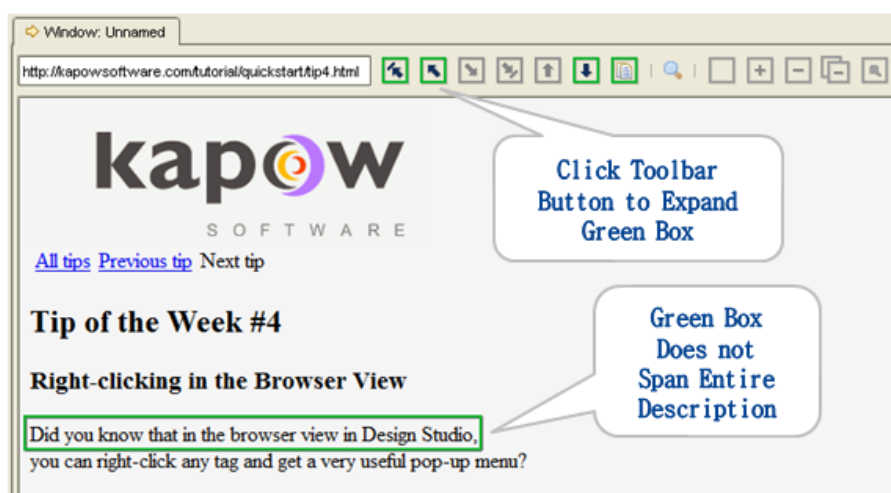 Window: Unnamed
http://kapowsoftware.com/tutorial/quickstart/tip4.html
kapow
SOFTWARE
Click Toolbar
Button to Expand
Green Box
All tips Previous tip Next tip
Tip of the Week #4
Right-clicking in the Browser View
Green Box
Does not
Span Entire
Description
Did you know that in the browser view in Design Studio,
you can right-click any tag and get a very useful pop-up menu?